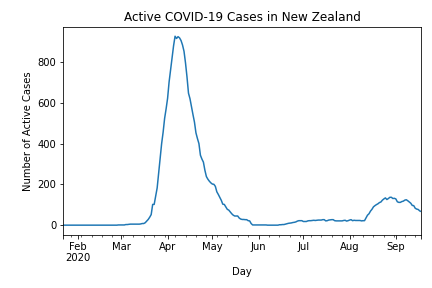 Active COVID-19 Cases in New Zealand
Number of Active Cases
800
600
400
200
0
Feb Mar Apr May Jun Jul Aug Sep
2020
Day